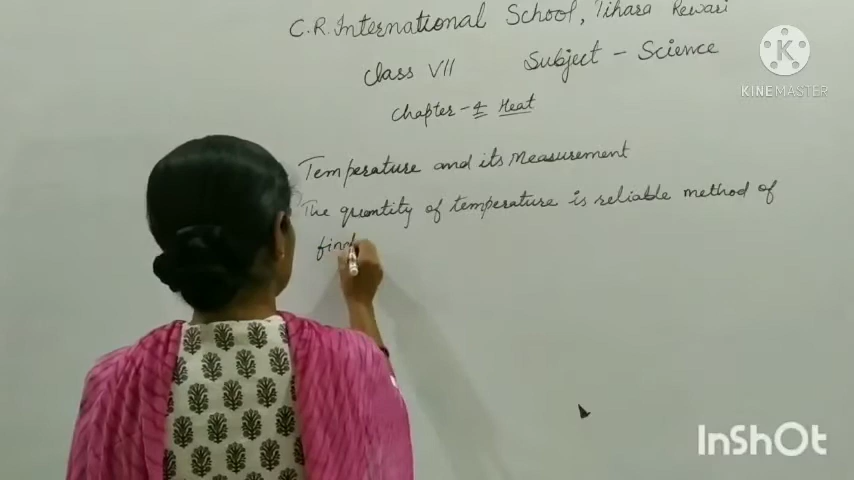 C.R. International School, Tihara Rewari
Class VII Subject - Science
KINEMASTER
Chapter - 4 Heat
Temperature and its Measurement
The quantity of temperature is reliable method of
find
InShOt